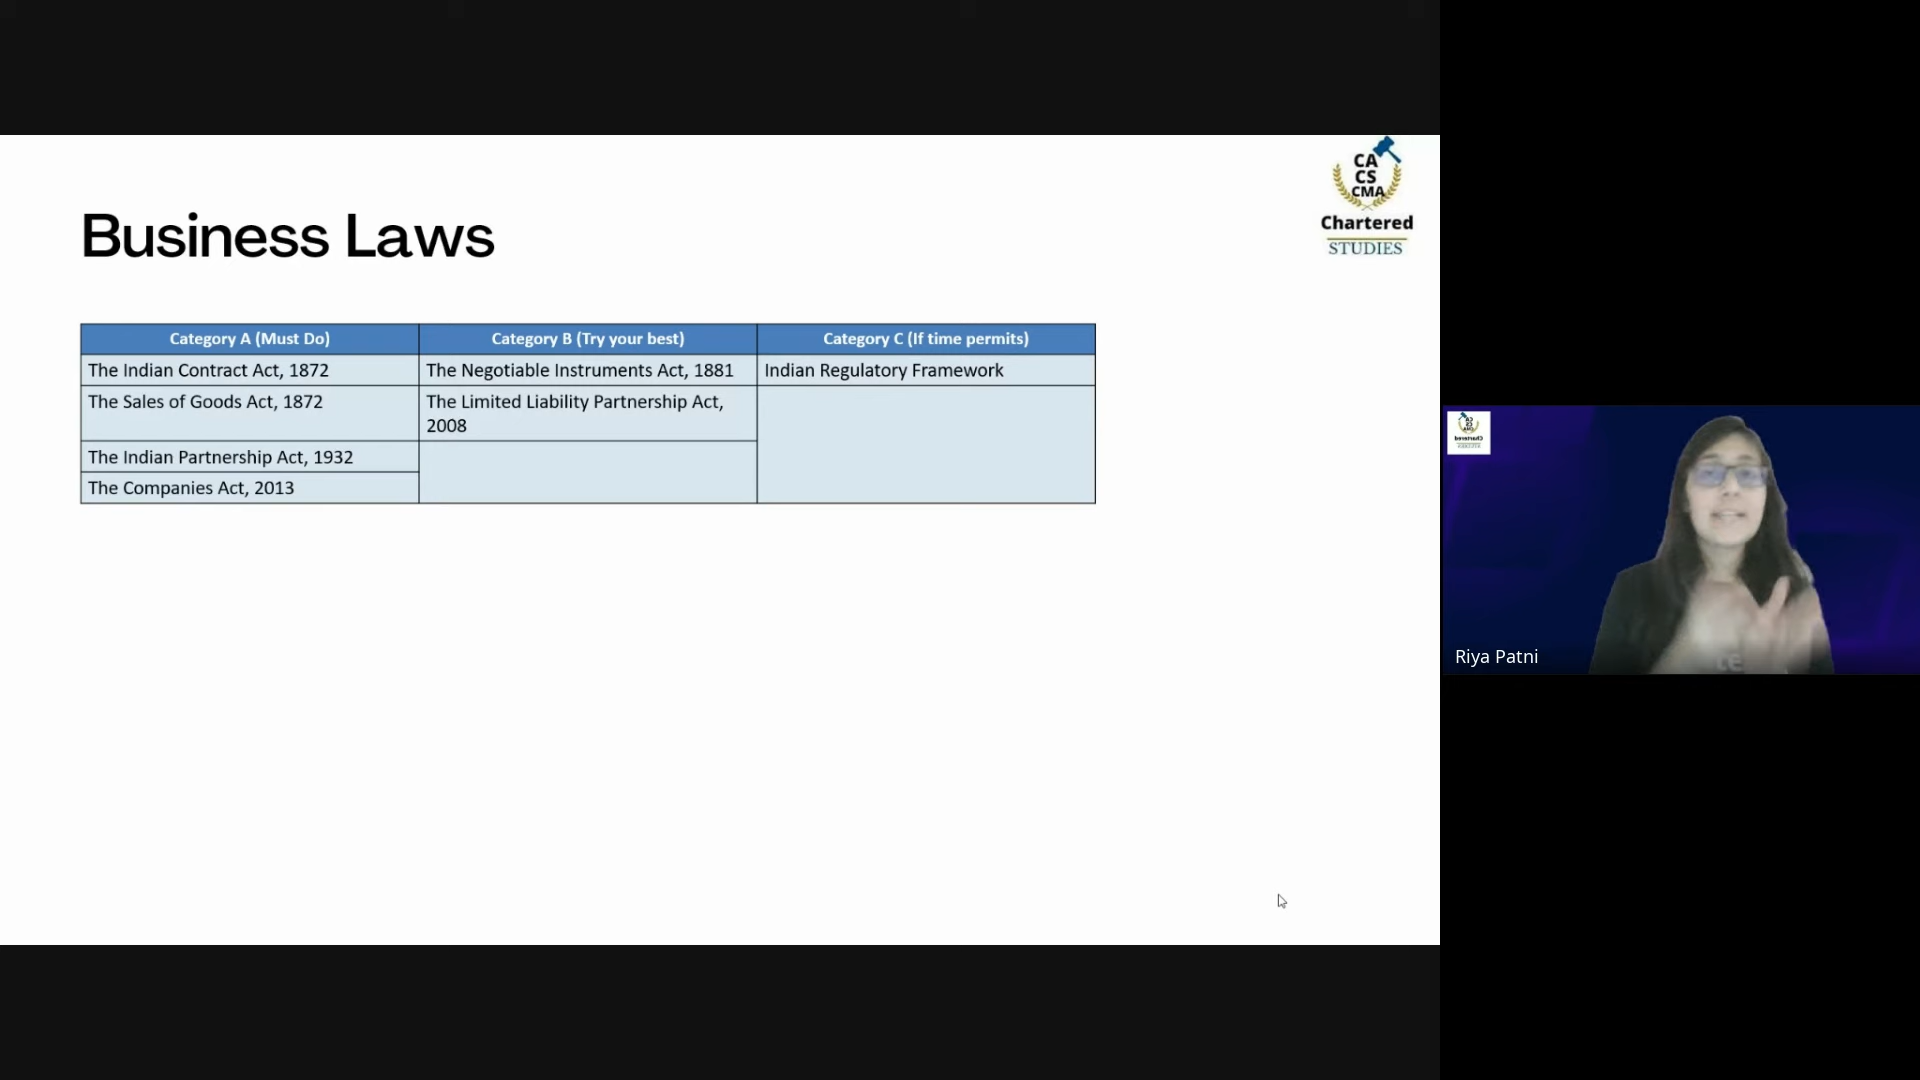 CA
CS
CMA
Chartered
STUDIES
Business Laws
Category A (Must Do)
Category B (Try your best)
Category C (If time permits)
The Indian Contract Act, 1872
The Negotiable Instruments Act, 1881
Indian Regulatory Framework
The Sales of Goods Act, 1872
The Limited Liability Partnership Act,
2008
The Indian Partnership Act, 1932
The Companies Act, 2013
Riya Patni